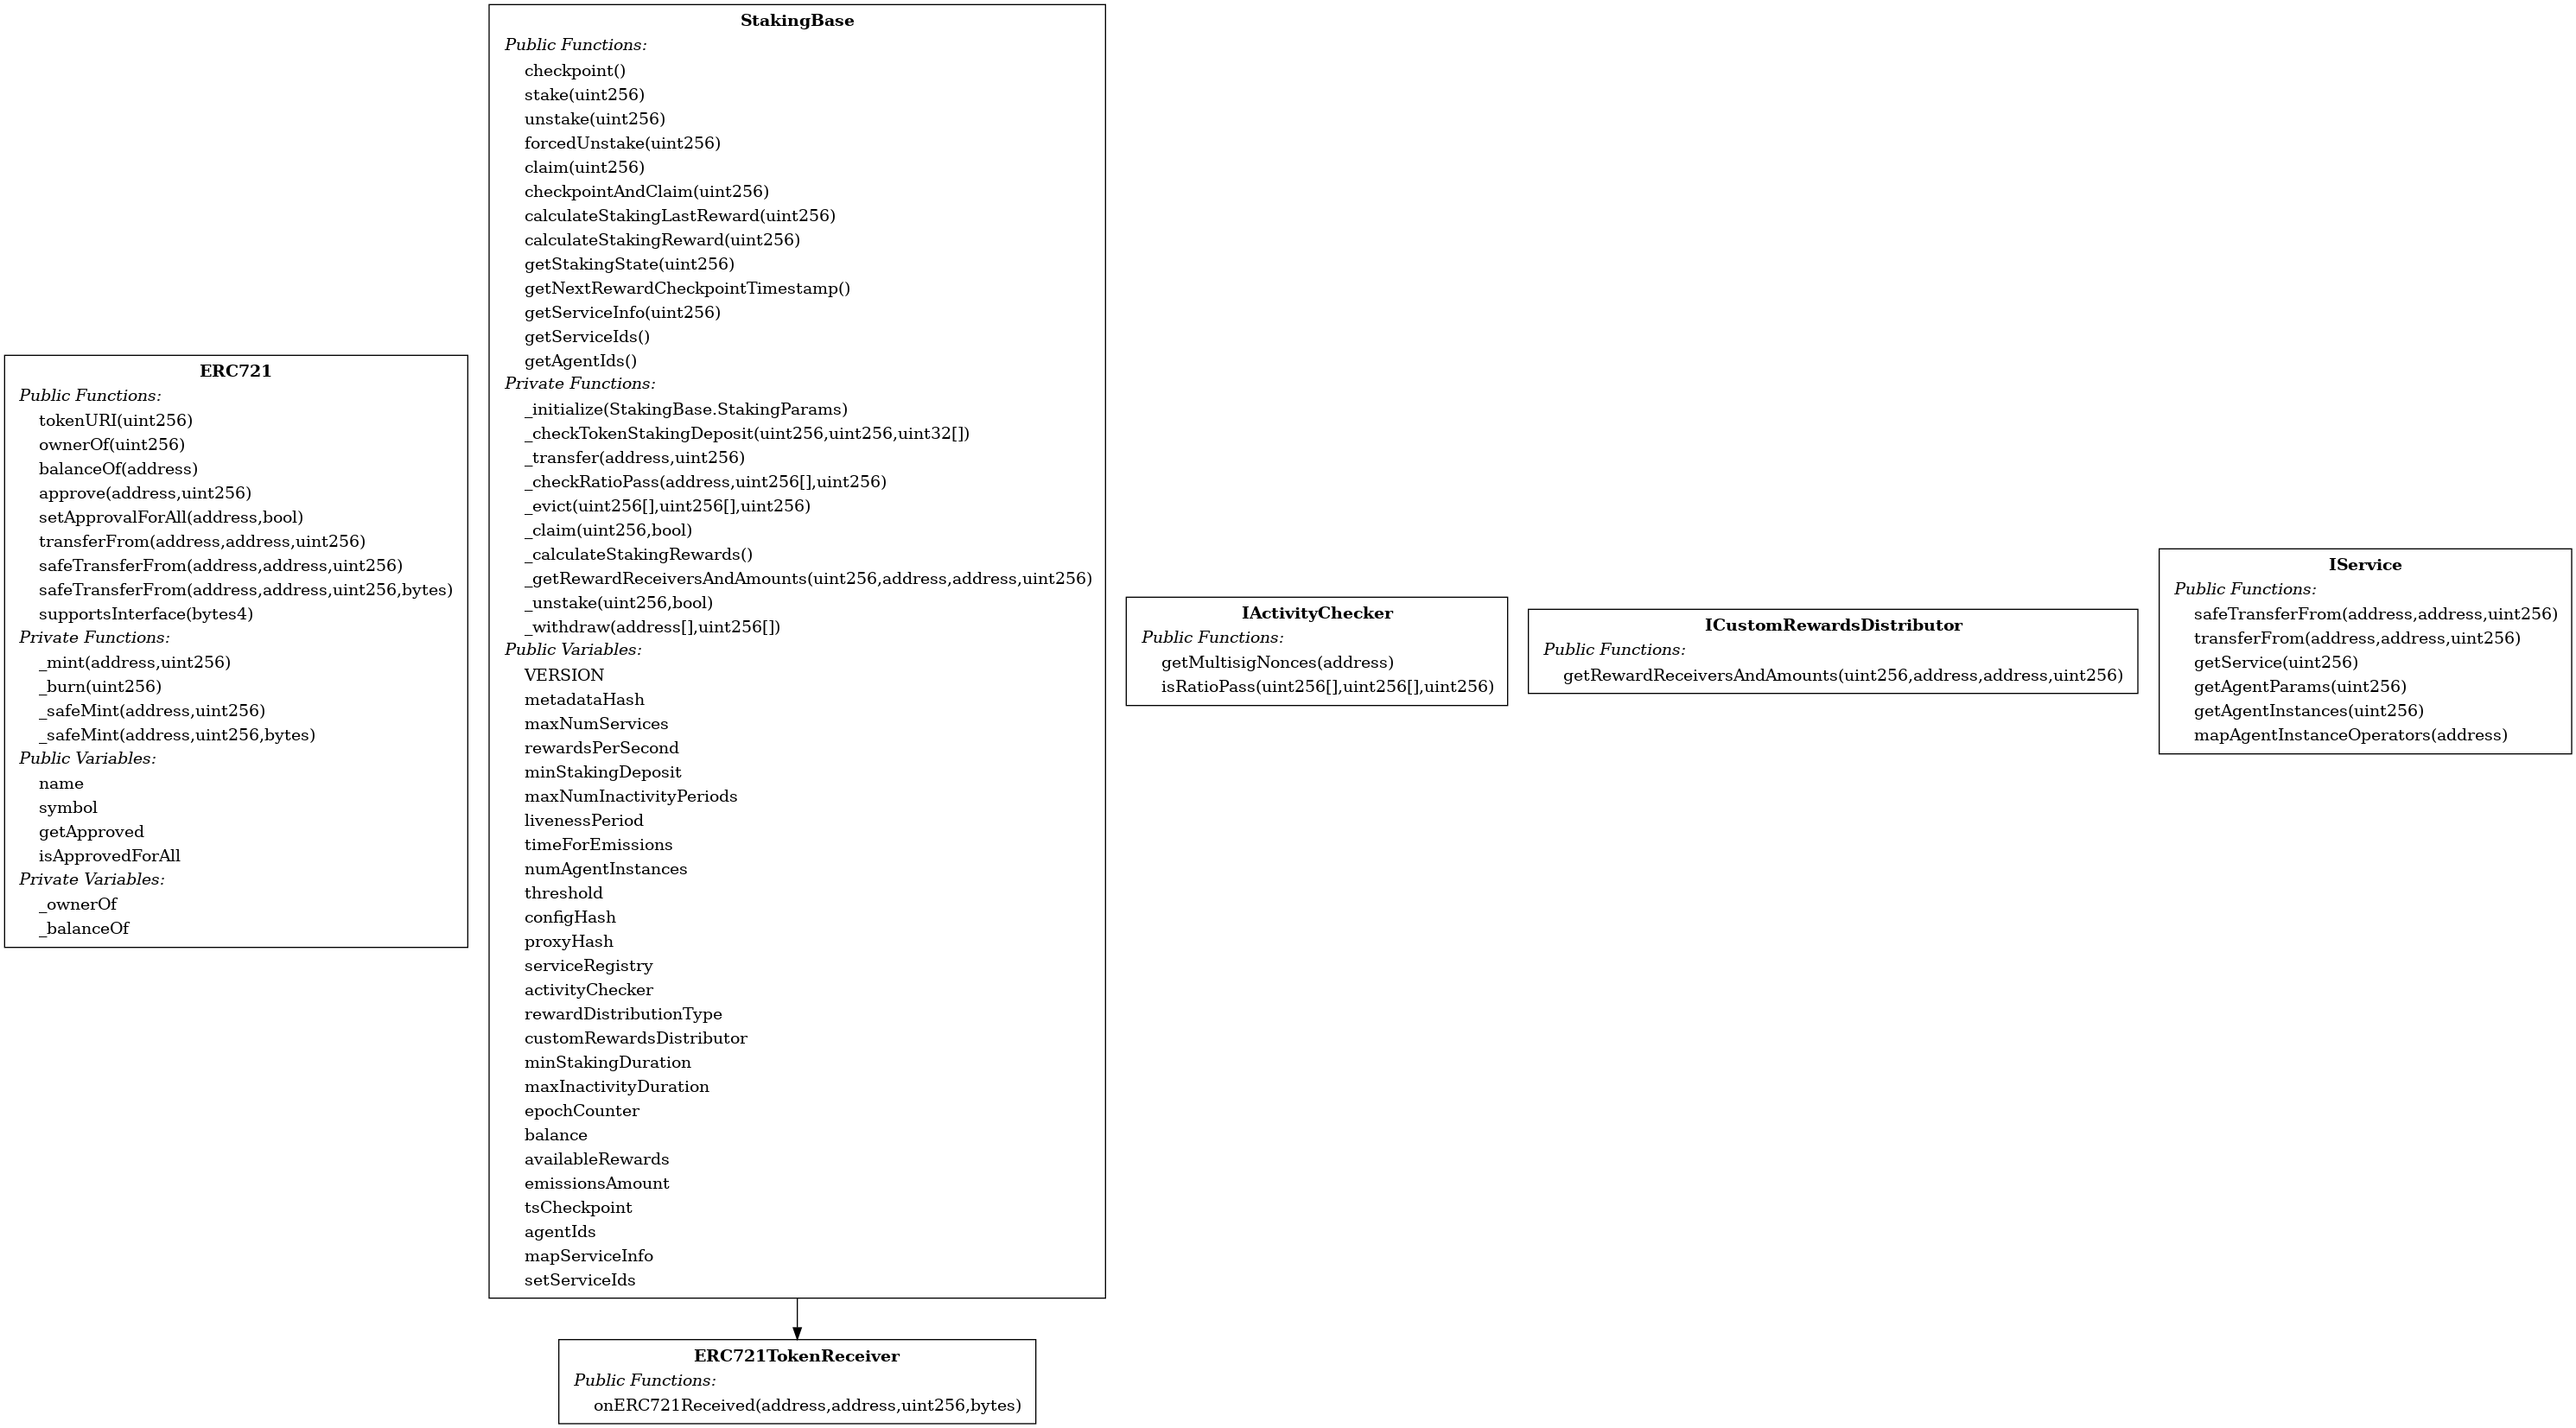 ERC721
Public Functions:
tokenURI(uint256)
ownerOf(uint256)
balanceOf(address)
approve(address,uint256)
setApprovalForAll(address,bool)
transferFrom(address,address,uint256)
safeTransferFrom(address,address,uint256)
safeTransferFrom(address,address,uint256,bytes)
supportsInterface(bytes4)
Private Functions:
_mint(address,uint256)
_burn(uint256)
_safeMint(address,uint256)
_safeMint(address,uint256,bytes)
Public Variables:
name
symbol
getApproved
isApprovedForAll
Private Variables:
_ownerOf
_balanceOf
StakingBase
Public Functions:
checkpoint()
stake(uint256)
unstake(uint256)
forcedUnstake(uint256)
claim(uint256)
checkpointAndClaim(uint256)
calculateStakingLastReward(uint256)
calculateStakingReward(uint256)
getStakingState(uint256)
getNextRewardCheckpointTimestamp()
getServiceInfo(uint256)
getServiceIds()
getAgentIds()
Private Functions:
_initialize(StakingBase.StakingParams)
_checkTokenStakingDeposit(uint256,uint256,uint32[])
_transfer(address,uint256)
_checkRatioPass(address,uint256[],uint256)
_evict(uint256[],uint256[],uint256)
_claim(uint256,bool)
_calculateStakingRewards()
_getRewardReceiversAndAmounts(uint256,address,address,uint256)
_unstake(uint256,bool)
_withdraw(address[],uint256[])
Public Variables:
VERSION
metadataHash
maxNumServices
rewardsPerSecond
minStakingDeposit
maxNumInactivityPeriods
livenessPeriod
timeForEmissions
numAgentInstances
threshold
configHash
proxyHash
serviceRegistry
activityChecker
rewardDistributionType
customRewardsDistributor
minStakingDuration
maxInactivityDuration
epochCounter
balance
availableRewards
emissionsAmount
tsCheckpoint
agentIds
mapServiceInfo
setServiceIds
ERC721TokenReceiver
Public Functions:
onERC721Received(address,address,uint256,bytes)
IActivityChecker
Public Functions:
getMultisigNonces(address)
isRatioPass(uint256[],uint256[],uint256)
ICustomRewardsDistributor
Public Functions:
getRewardReceiversAndAmounts(uint256,address,address,uint256)
IService
Public Functions:
safeTransferFrom(address,address,uint256)
transferFrom(address,address,uint256)
getService(uint256)
getAgentParams(uint256)
getAgentInstances(uint256)
mapAgentInstanceOperators(address)